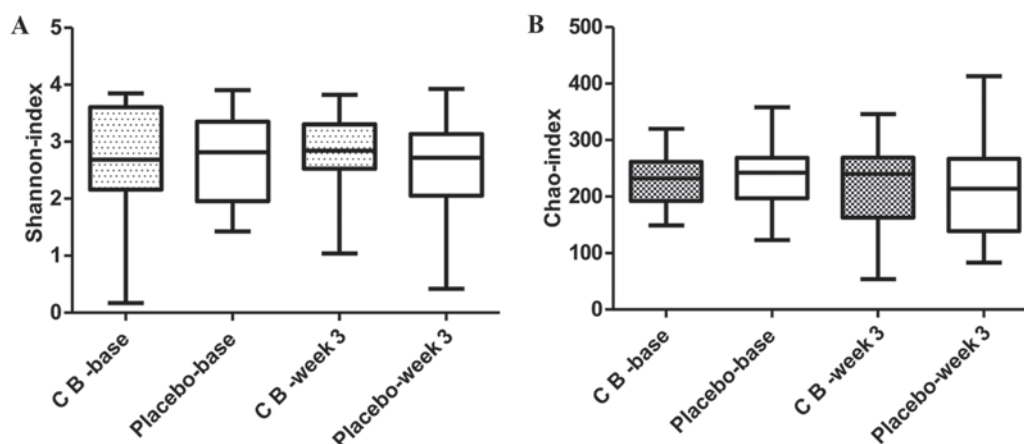 A
Shannon-index
5
4
3
2
1
0
C B -base
Placebo-base
C B -week 3
Placebo-week 3
B
Chao-index
500
400
300
200
100
0
C B -base
Placebo-base
C B -week 3
Placebo-week 3